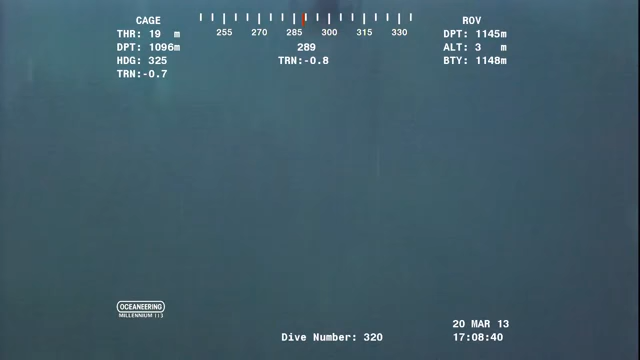 CAGE
THR: 19 m
DPT: 1096m
HDG: 325
TRN:-0.7
255 270 285 300 315 330
289
TRN:-0.8
ROV
DPT: 1145m
ALT: 3 m
BTY: 1148m
OCEANEERING
MILLENNIUM 113
Dive Number: 320
20 MAR 13
17:08:40